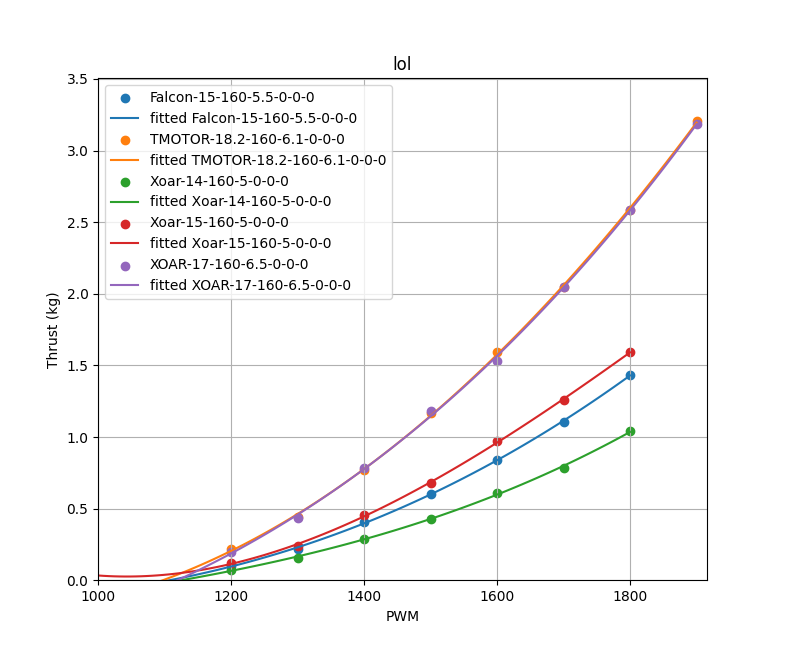 lol
3.5
3.0
2.5
2.0
1.5
1.0
0.5
0.0
Thrust (kg)
Falcon-15-160-5.5-0-0-0
fitted Falcon-15-160-5.5-0-0-0
TMOTOR-18.2-160-6.1-0-0-0
fitted TMOTOR-18.2-160-6.1-0-0-0
Xoar-14-160-5-0-0-0
fitted Xoar-14-160-5-0-0-0
Xoar-15-160-5-0-0-0
fitted Xoar-15-160-5-0-0-0
XOAR-17-160-6.5-0-0-0
fitted XOAR-17-160-6.5-0-0-0
1000 1200 1400 1600 1800
PWM